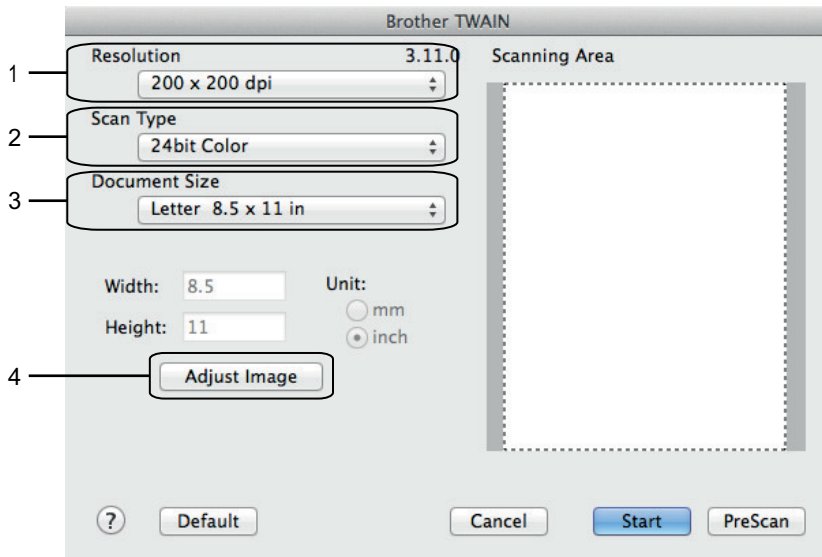 Brother TWAIN
1
Resolution 3.11.0
200 x 200 dpi
2
Scan Type
24bit Color
3
Document Size
Letter 8.5 x 11 in
Width: 8.5
Height: 11
Unit:
mm
inch
4
Adjust Image
Scanning Area
? Default Cancel Start PreScan